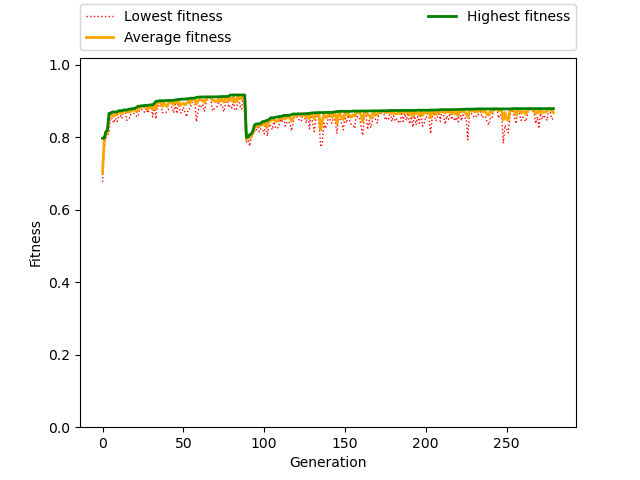 Lowest fitness
Average fitness
Highest fitness
1.0
0.8
0.6
0.4
0.2
0.0
Fitness
0 50 100 150 200 250
Generation